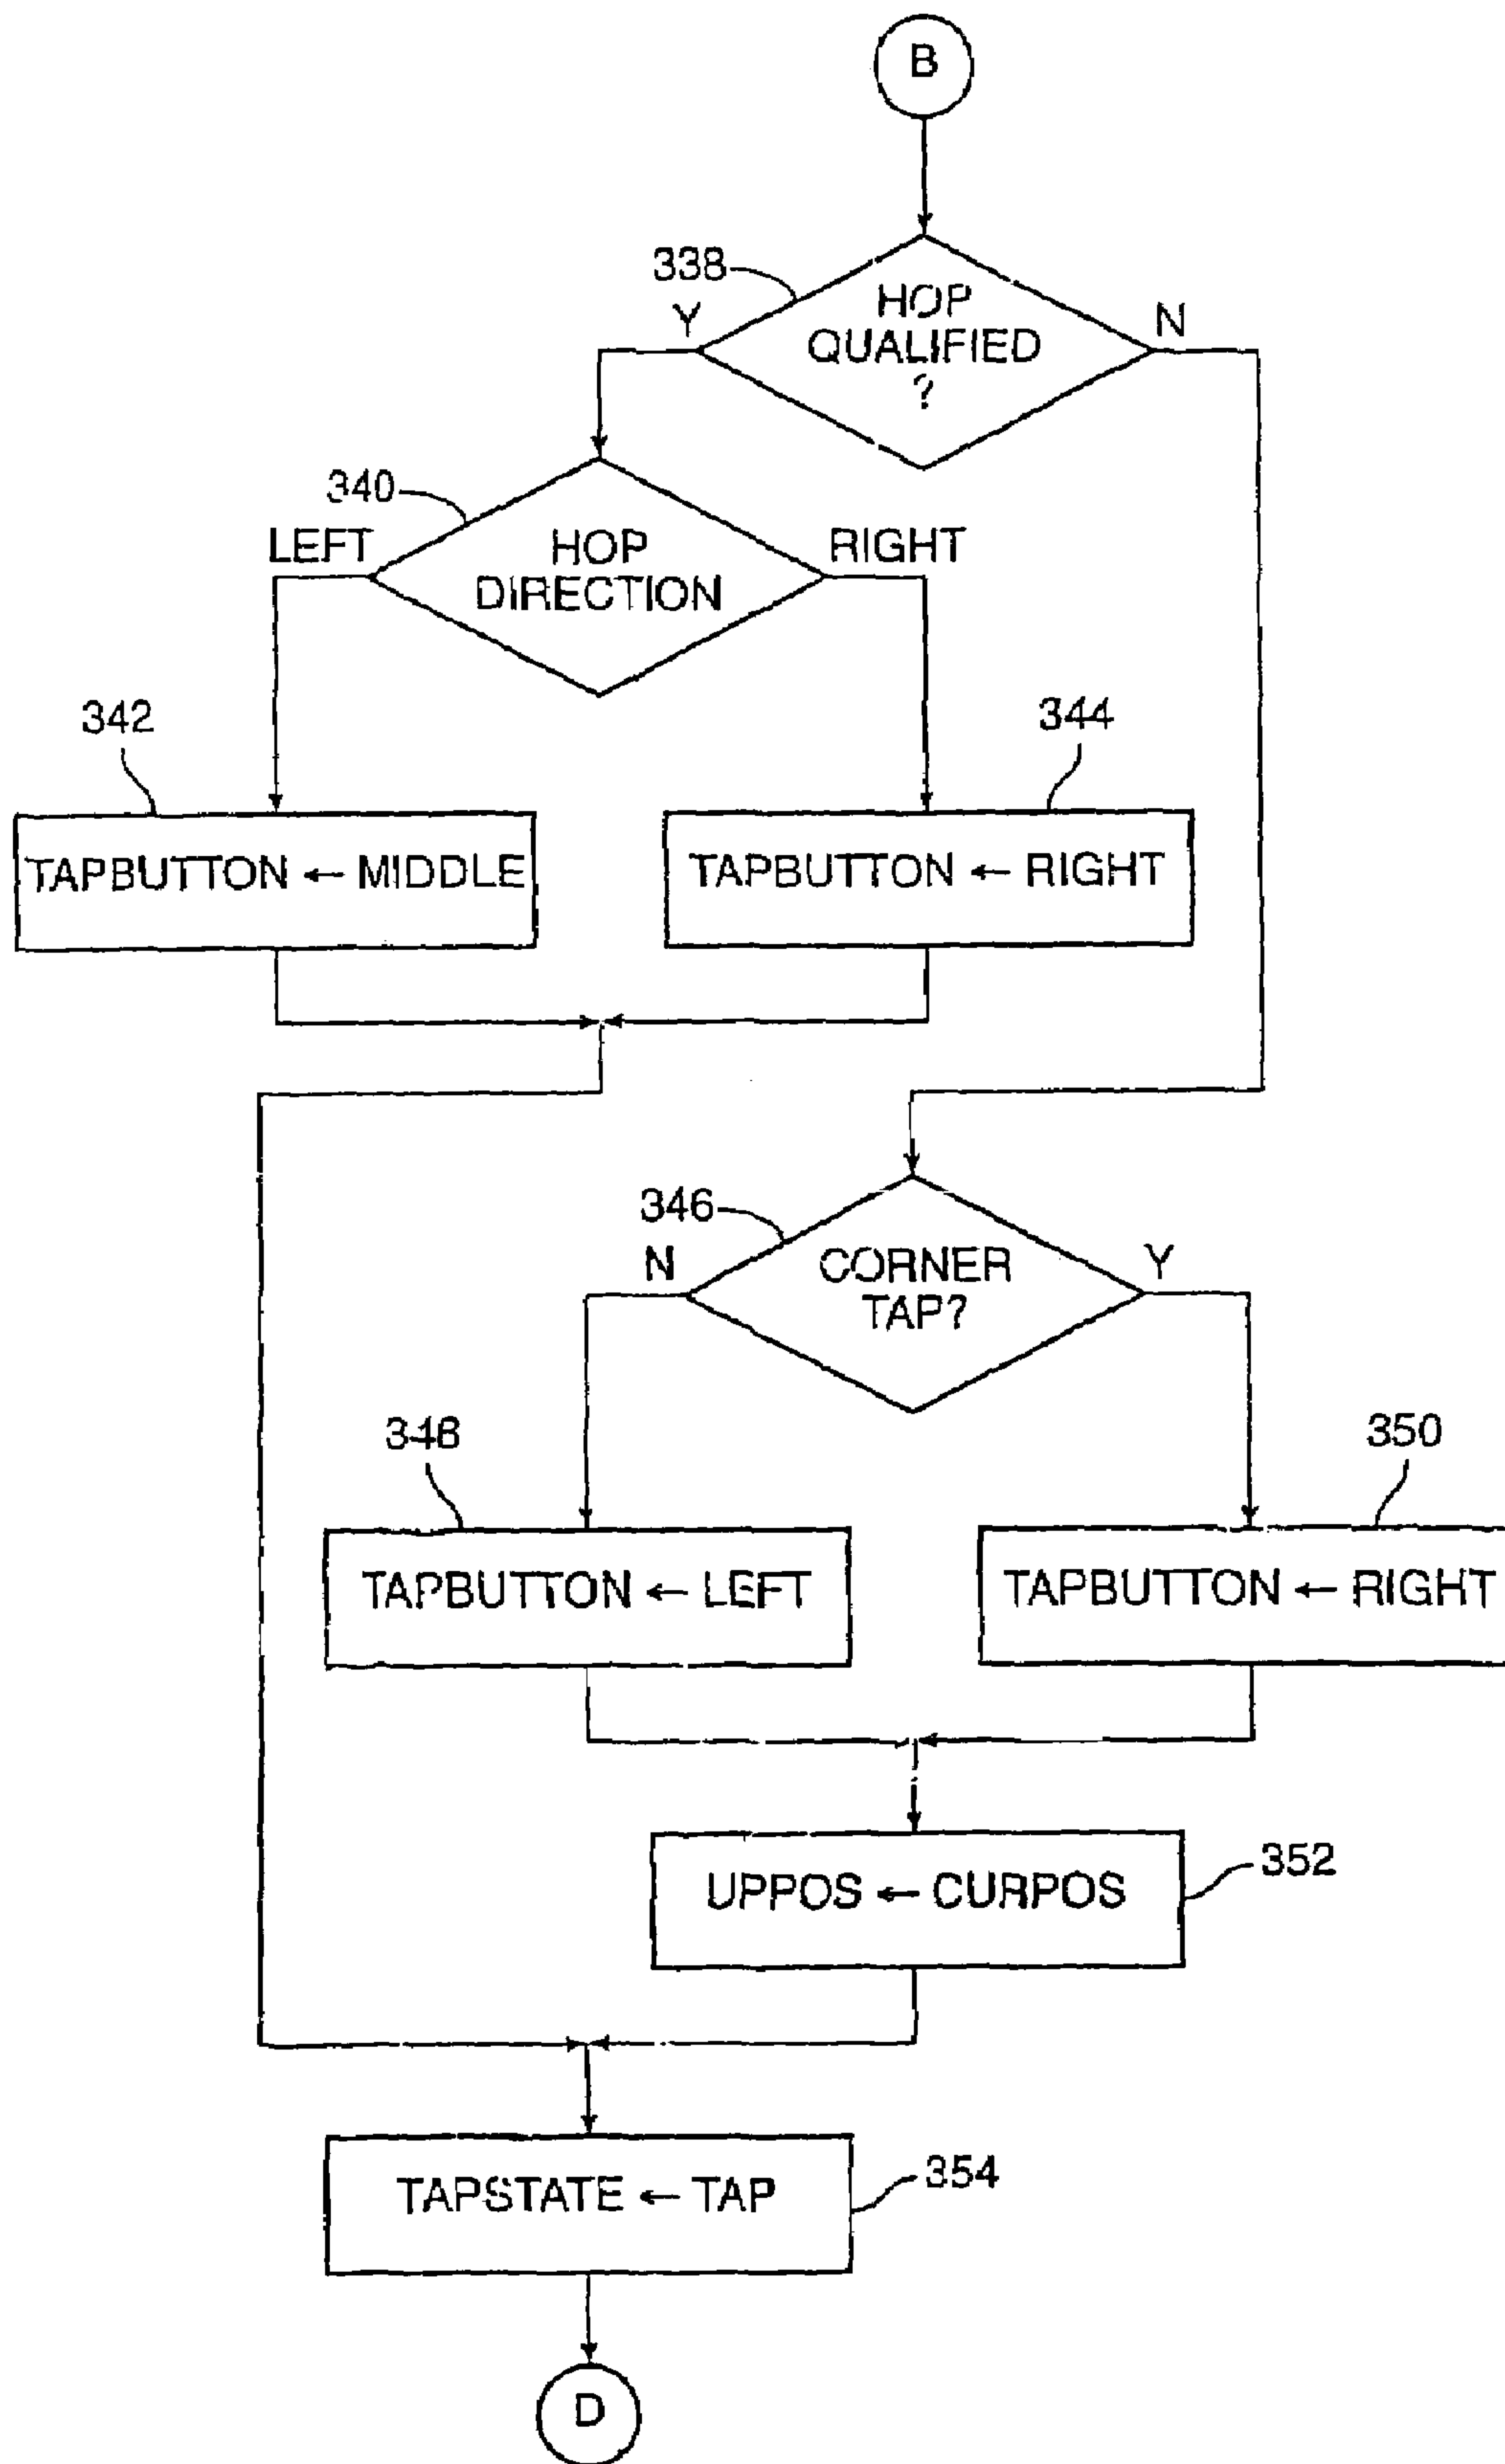 B
338
Y
HOP
QUALIFIED
?
N
340
LEFT
HOP
DIRECTION
RIGHT
342
344
TAPBUTTON ← MIDDLE
TAPBUTTON ← RIGHT
346
N
CORNER
TAP?
Y
348
350
TAPBUTTON ← LEFT
TAPBUTTON ← RIGHT
UPPOS ← CURPOS
352
TAPSTATE ← TAP
354
D